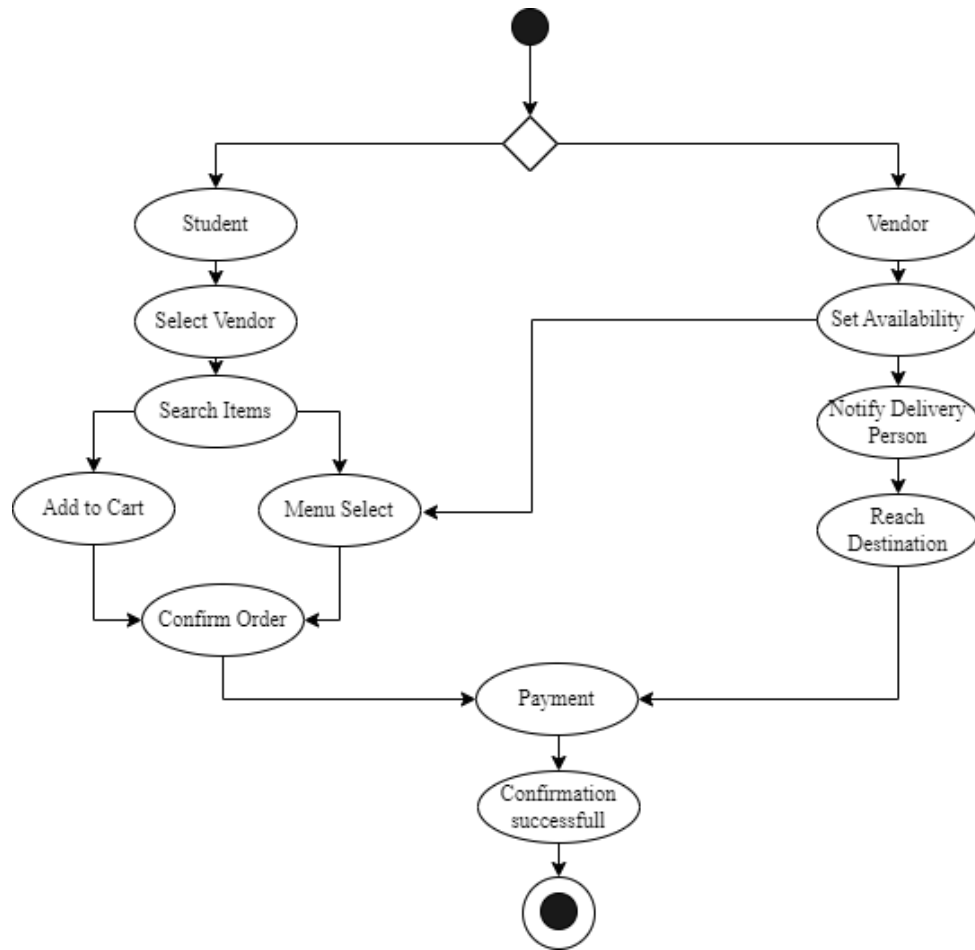 Student
Vendor
Select Vendor
Set Availability
Search Items
Notify Delivery
Person
Add to Cart
Menu Select
Reach
Destination
Confirm Order
Payment
Confirmation
successfull